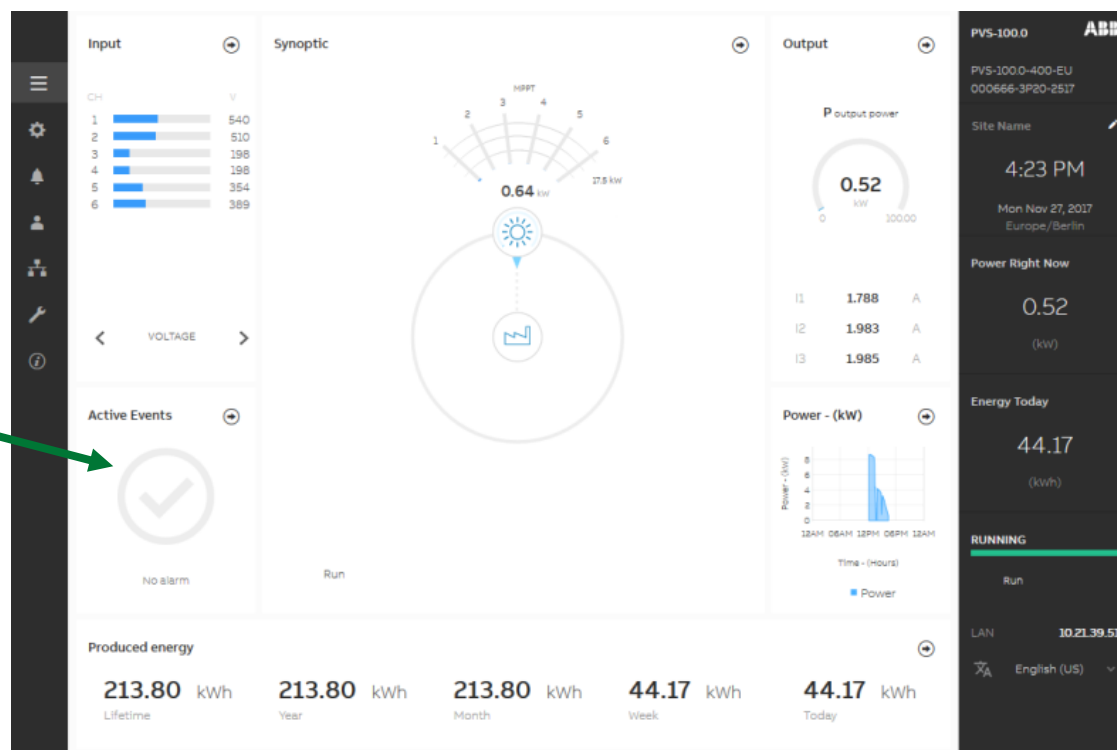 Input
CH V
1 540
2 510
3 198
4 198
5 354
6 389
VOLTAGE
Synoptic
MPPT
1 2 3 4 5 6
17.5 kW
0.64 kW
Run
Output
P output power
0.52
kW
0 100.00
I1 1.788 A
I2 1.983 A
I3 1.985 A
Active Events
No alarm
Power - (kW)
Power - (kW)
8
6
4
2
0
12AM 06AM 12PM 06PM 12AM
Time - (Hours)
Power
Produced energy
213.80 kWh
Lifetime
213.80 kWh
Year
213.80 kWh
Month
44.17 kWh
Week
44.17 kWh
Today
PVS-100.0 ABB
PVS-100.0-400-EU
000666-3P20-2517
Site Name
4:23 PM
Mon Nov 27, 2017
Europe/Berlin
Power Right Now
0.52
(kW)
Energy Today
44.17
(kWh)
RUNNING
Run
LAN 10.21.39.51
English (US)